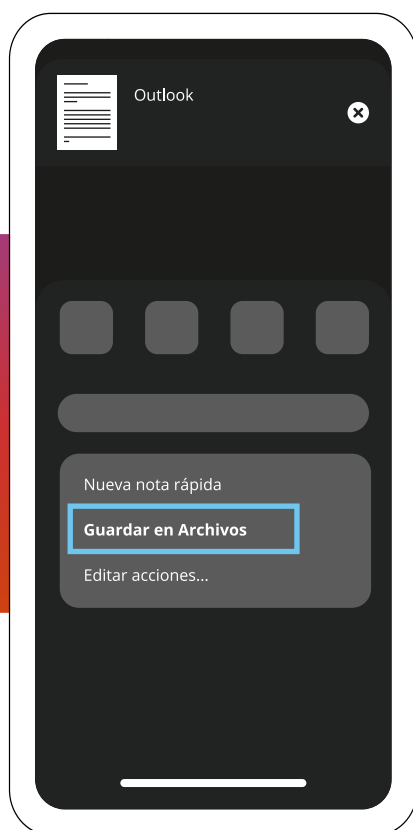 Outlook
Nueva nota rápida
Guardar en Archivos
Editar acciones...